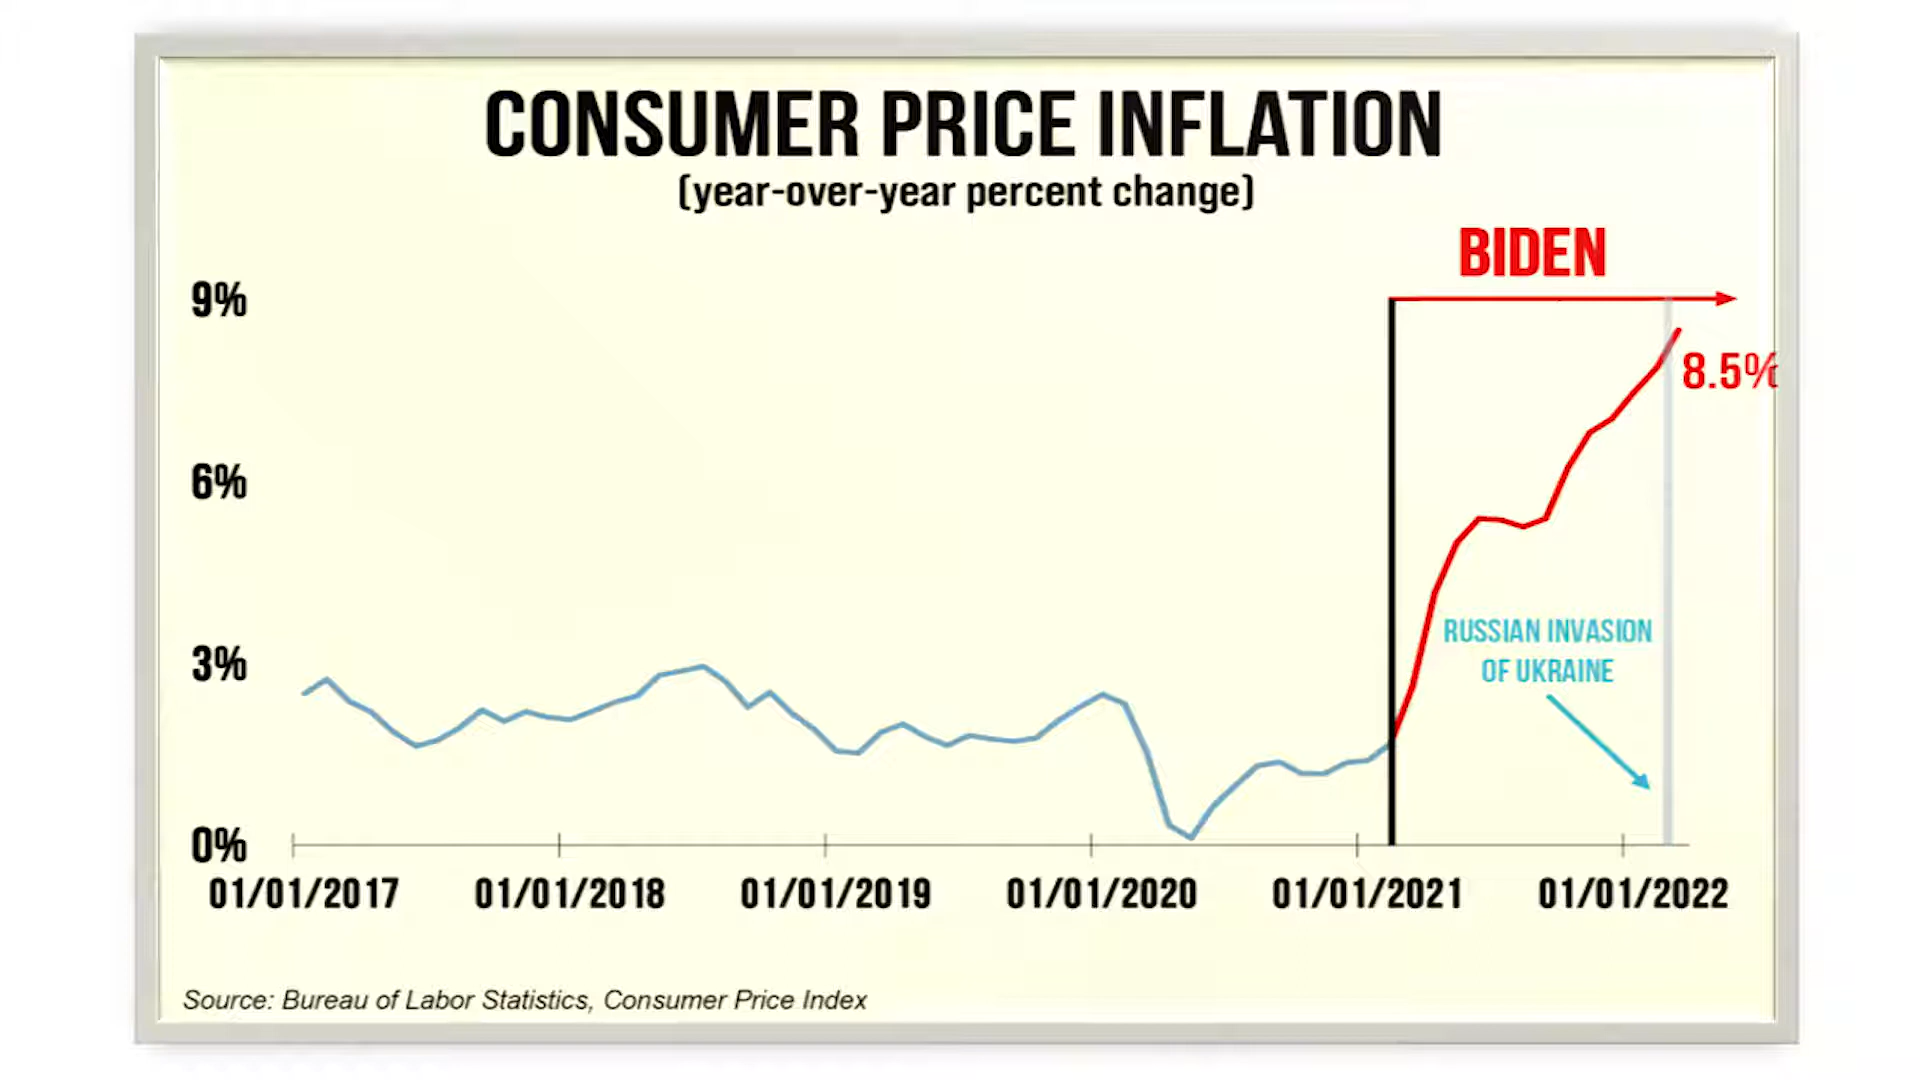 CONSUMER PRICE INFLATION
(year-over-year percent change)
BIDEN
9%
8.5%
6%
RUSSIAN INVASION
OF UKRAINE
3%
0%
01/01/2017 01/01/2018 01/01/2019 01/01/2020 01/01/2021 01/01/2022
Source: Bureau of Labor Statistics, Consumer Price Index